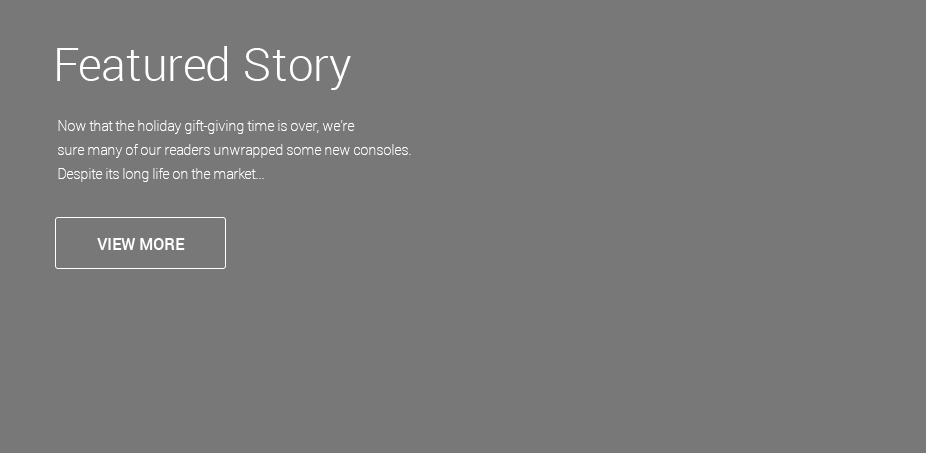 Featured Story
Now that the holiday gift-giving time is over, we're
sure many of our readers unwrapped some new consoles.
Despite its long life on the market...
VIEW MORE